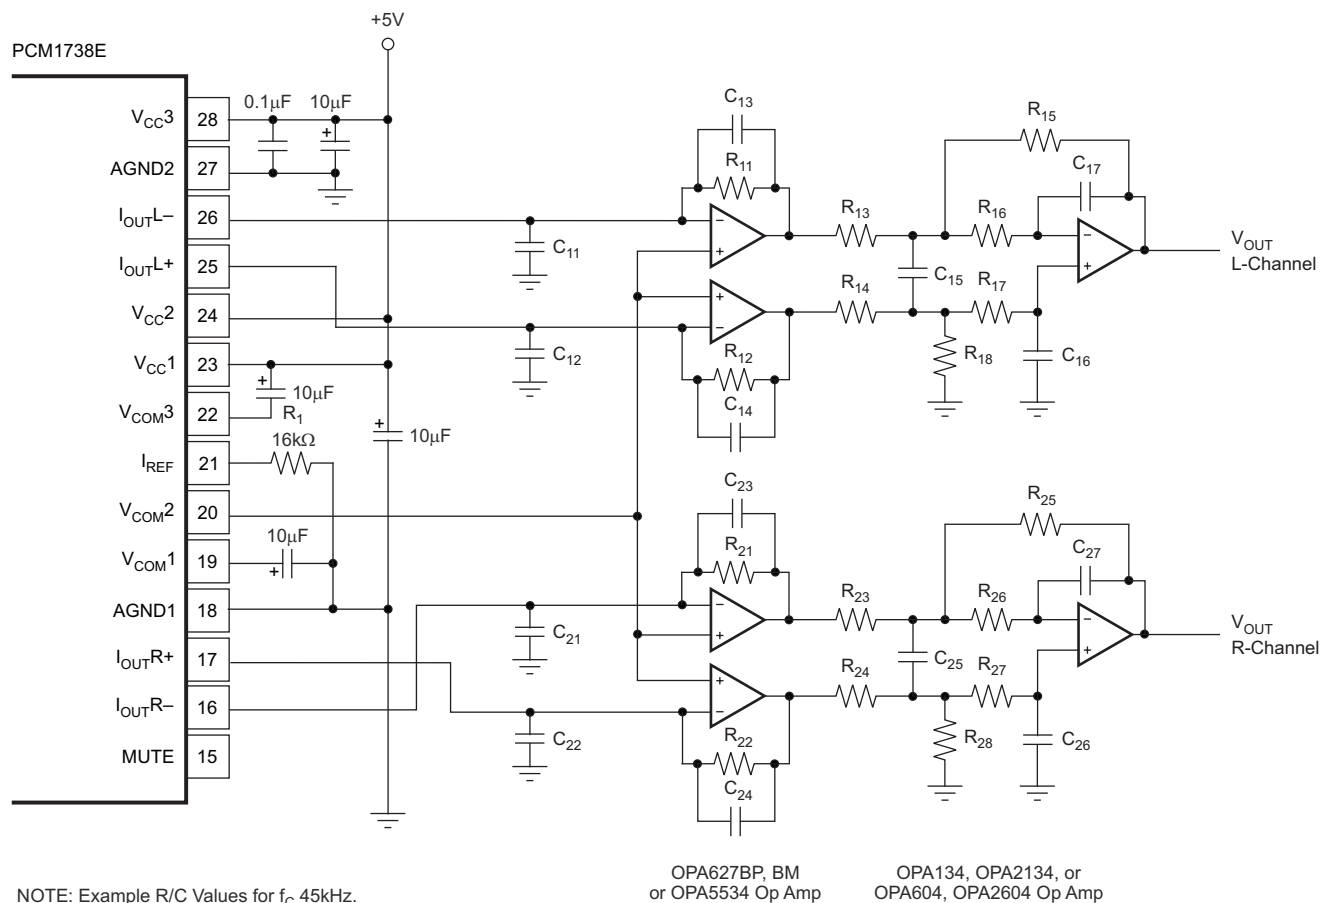 +5V
PCM1738E
VCC3 28
0.1µF 10µF
+
AGND2 27
IOUTL– 26
IOUTL+ 25
VCC2 24
VCC1 23
+
10µF
VCOM3 22
R1
16kΩ
+
10µF
IREF 21
VCOM2 20
10µF
+
VCOM1 19
AGND1 18
IOUTR+ 17
IOUTR– 16
MUTE 15
C11
C12
C13
R11
–
+
+
–
R12
C14
R13
R14
C15
R15
C17
R16
–
+
R17
R18
C16
VOUT
L-Channel
C21
C22
C23
R21
–
+
+
–
R22
C24
R23
R24
C25
R25
C27
R26
–
+
R27
R28
C26
VOUT
R-Channel
OPA627BP, BM
or OPA5534 Op Amp
OPA134, OPA2134, or
OPA604, OPA2604 Op Amp
NOTE: Example R/C Values for fC 45kHz.